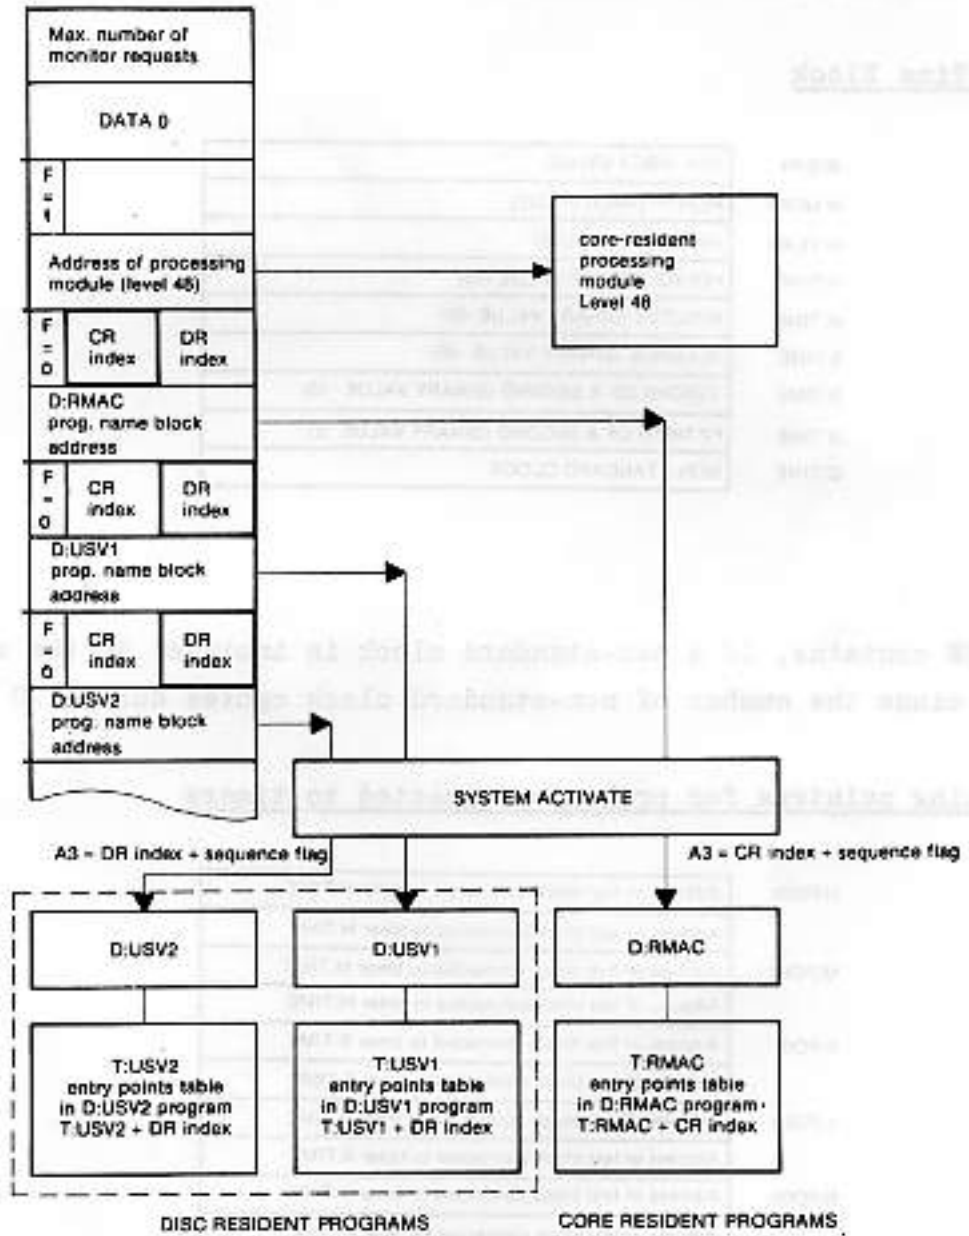 Max. number of
monitor requests
DATA 0
F
=
1
Address of processing
module (level 48)
core-resident
processing
module
Level 48
F
=
0
CR
index
DR
index
D:RMAC
prog. name block
address
F
=
0
CR
index
DR
index
D:USV1
prop. name block
address
F
=
0
CR
index
DR
index
D:USV2
prog. name block
address
SYSTEM ACTIVATE
A3 = DR index + sequence flag
A3 = CR index + sequence flag
D:USV2
D:USV1
D:RMAC
T:USV2
entry points table
in D:USV2 program
T:USV2 + DR index
T:USV1
entry points table
in D:USV1 program
T:USV1 + DR index
T:RMAC
entry points table
in D:RMAC program
T:RMAC + CR index
DISC RESIDENT PROGRAMS
CORE RESIDENT PROGRAMS